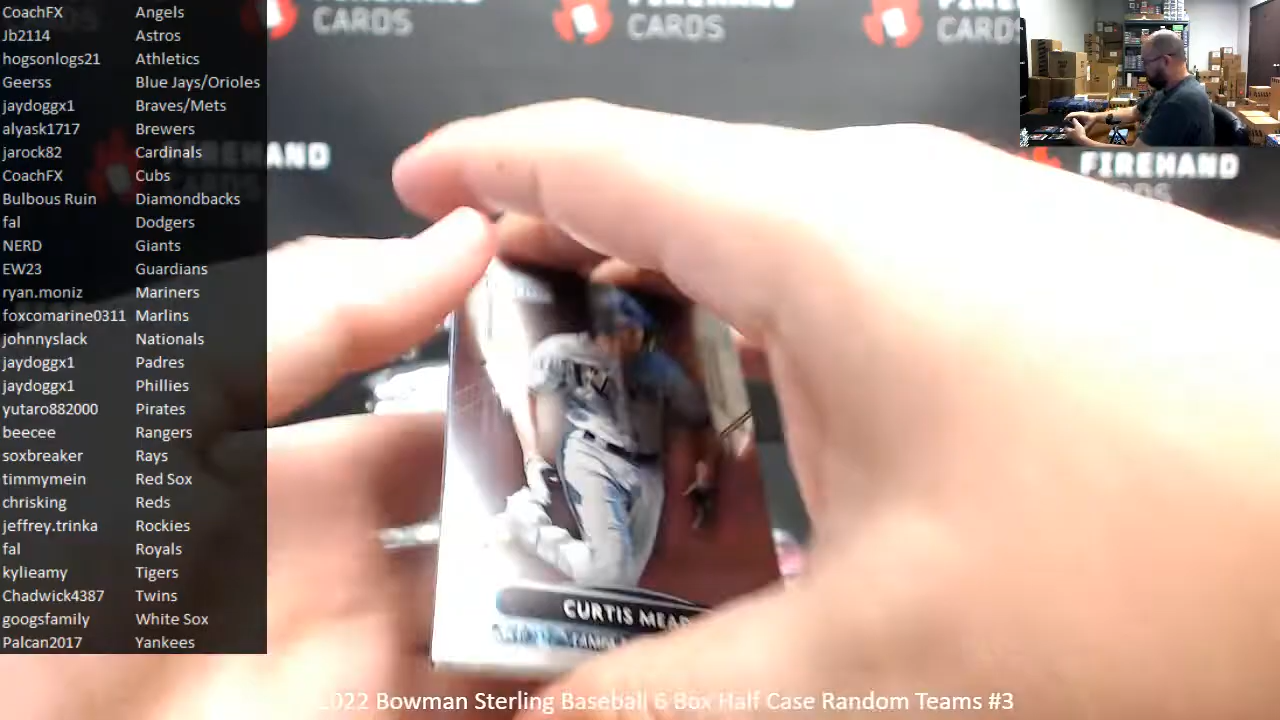 CoachFX Angels
Jb2114 Astros
hogsonlogs21 Athletics
Geerss Blue Jays/Orioles
jaydoggx1 Braves/Mets
alyask1717 Brewers
jarock82 Cardinals
CoachFX Cubs
Bulbous Ruin Diamondbacks
fal Dodgers
NERD Giants
EW23 Guardians
ryan.moniz Mariners
foxcomarine0311 Marlins
johnnyslack Nationals
jaydoggx1 Padres
jaydoggx1 Phillies
yutaro882000 Pirates
beecee Rangers
soxbreaker Rays
timmymein Red Sox
chrisking Reds
jeffrey.trinka Rockies
fal Royals
kylieamy Tigers
Chadwick4387 Twins
googsfamily White Sox
Palcan2017 Yankees
CARDS
CARDS
CARDS
FIREHAND
FIREHAND
CARDS
CURTIS MEAD
2022 Bowman Sterling Baseball 6 Box Half Case Random Teams #3